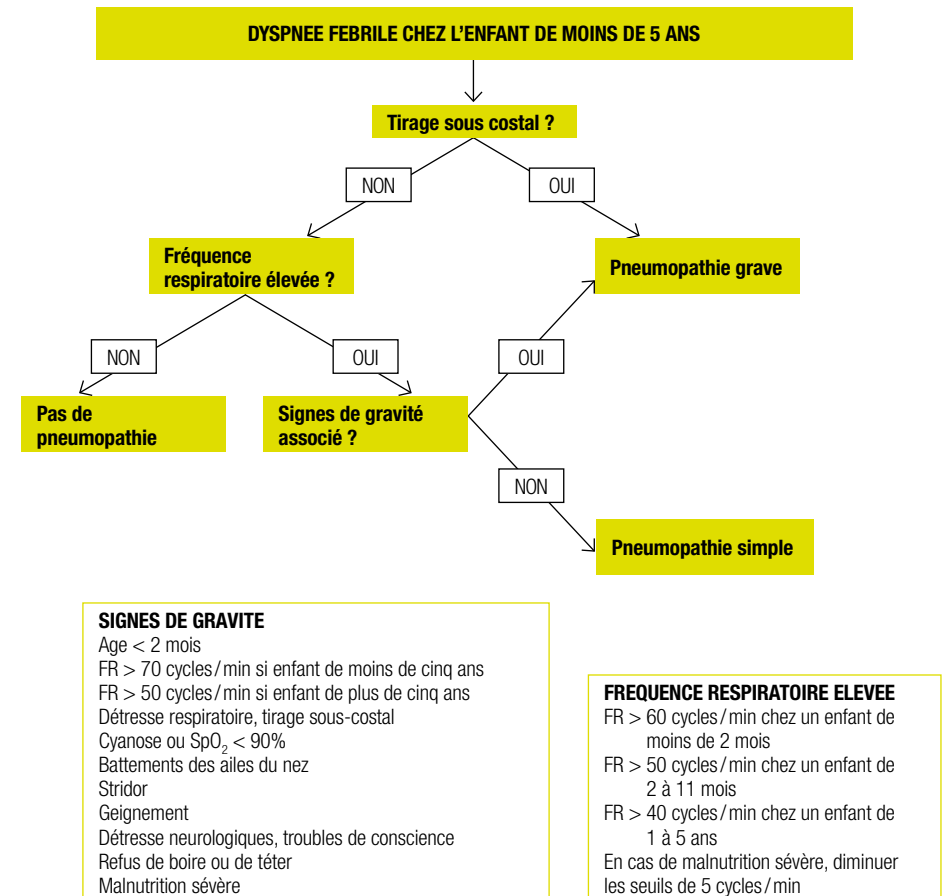 DYSPNEE FEBRILE CHEZ L'ENFANT DE MOINS DE 5 ANS
Tirage sous costal ?
NON
OUI
Fréquence
respiratoire élevée ?
Pneumopathie grave
NON
OUI
OUI
Pas de
pneumopathie
Signes de gravité
associé ?
NON
Pneumopathie simple
SIGNES DE GRAVITE
Age < 2 mois
FR > 70 cycles/min si enfant de moins de cinq ans
FR > 50 cycles/min si enfant de plus de cinq ans
Détresse respiratoire, tirage sous-costal
Cyanose ou SpO₂ < 90%
Battements des ailes du nez
Stridor
Geignement
Détresse neurologiques, troubles de conscience
Refus de boire ou de téter
Malnutrition sévère
FREQUENCE RESPIRATOIRE ELEVEE
FR > 60 cycles/min chez un enfant de
moins de 2 mois
FR > 50 cycles/min chez un enfant de
2 à 11 mois
FR > 40 cycles/min chez un enfant de
1 à 5 ans
En cas de malnutrition sévère, diminuer
les seuils de 5 cycles/min